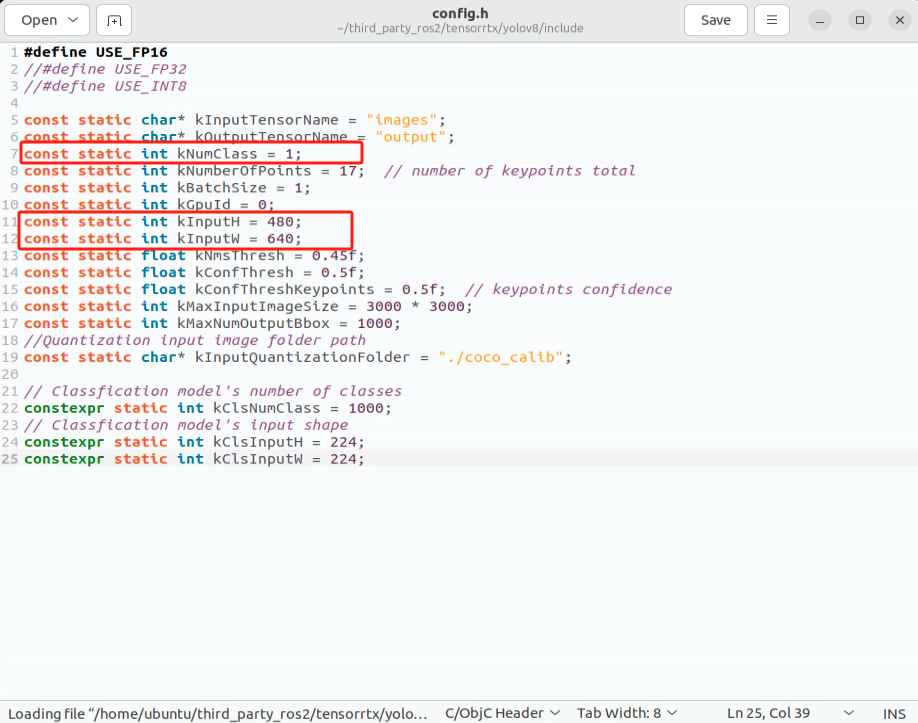 Open
config.h
~/third_party_ros2/tensorrtx/yolov8/include
Save
1 #define USE_FP16
2 //#define USE_FP32
3 //#define USE_INT8
4
5 const static char* kInputTensorName = "images";
6 const static char* kOutputTensorName = "output";
7 const static int kNumClass = 1;
8 const static int kNumberOfPoints = 17;  // number of keypoints total
9 const static int kBatchSize = 1;
10 const static int kGpuId = 0;
11 const static int kInputH = 480;
12 const static int kInputW = 640;
13 const static float kNmsThresh = 0.45f;
14 const static float kConfThresh = 0.5f;
15 const static float kConfThreshKeypoints = 0.5f;  // keypoints confidence
16 const static int kMaxInputImageSize = 3000 * 3000;
17 const static int kMaxNumOutputBbox = 1000;
18 //Quantization input image folder path
19 const static char* kInputQuantizationFolder = "./coco_calib";
20
21 // Classfication model's number of classes
22 constexpr static int kClsNumClass = 1000;
23 // Classfication model's input shape
24 constexpr static int kClsInputH = 224;
25 constexpr static int kClsInputW = 224;
Loading file “/home/ubuntu/third_party_ros2/tensorrtx/yolo… C/ObjC Header Tab Width: 8 Ln 25, Col 39 INS